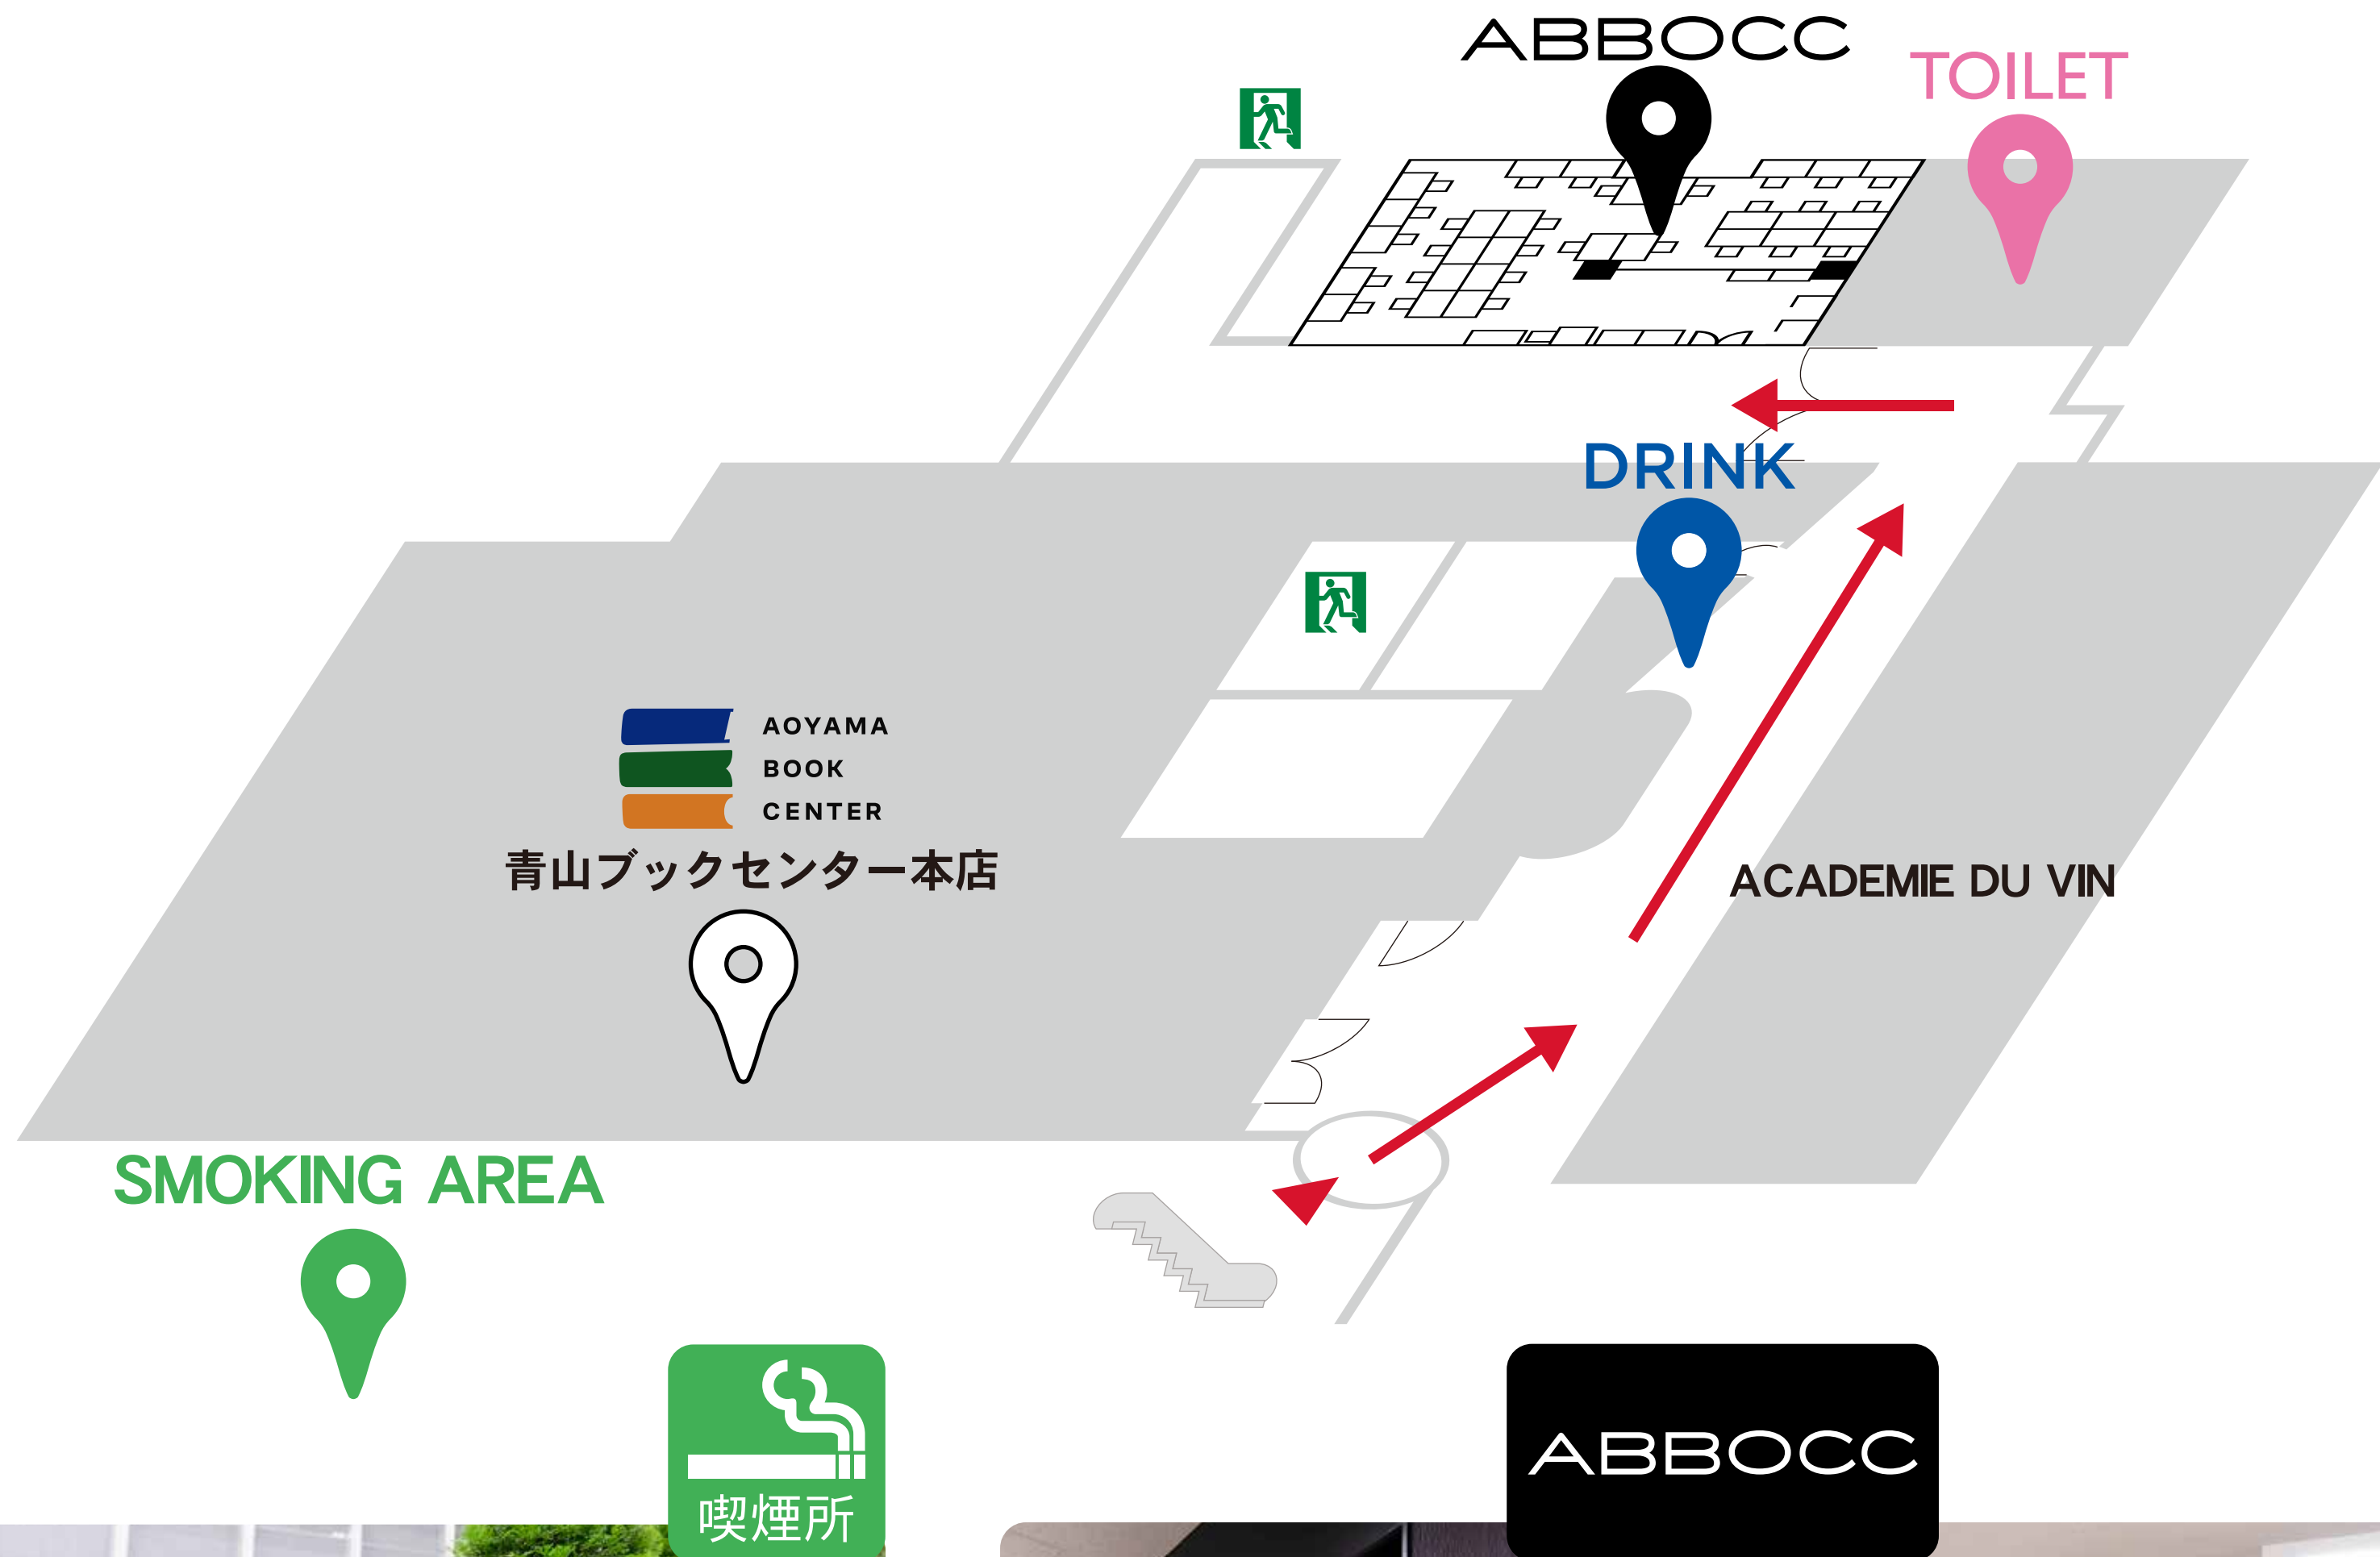 ABBOCC
TOILET
DRINK
AOYAMA
BOOK
CENTER
青山ブックセンター本店
ACADEMIE DU VIN
SMOKING AREA
喫煙所
ABBOCC